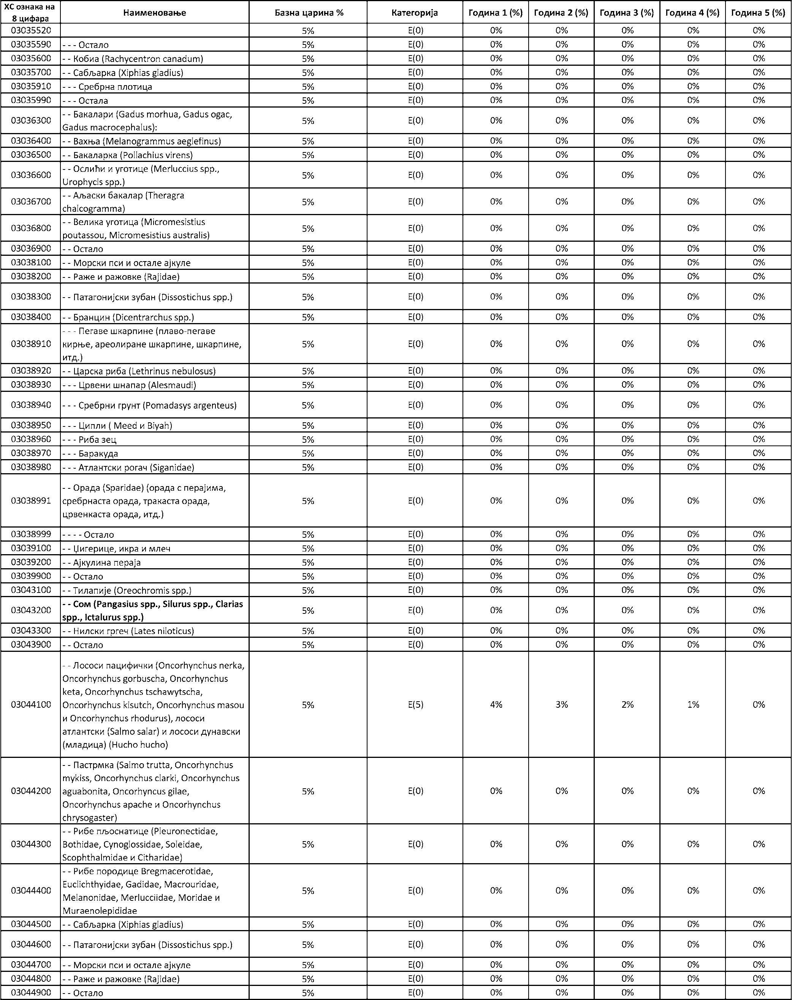 ХС ознака на 8 цифара Наименовање Базна царина % Категорија Година 1 (%) Година 2 (%) Година 3 (%) Година 4 (%) Година 5 (%)
03035520 5% E(0) 0% 0% 0% 0% 0%
03035590 - - - Остало 5% E(0) 0% 0% 0% 0% 0%
03035600 - - Кобиа (Rachycentron canadum) 5% E(0) 0% 0% 0% 0% 0%
03035700 - - Сабљарка (Xiphias gladius) 5% E(0) 0% 0% 0% 0% 0%
03035910 - - - Сребрна плотица 5% E(0) 0% 0% 0% 0% 0%
03035990 - - - Остала 5% E(0) 0% 0% 0% 0% 0%
03036300 - - Бакалари (Gadus morhua, Gadus ogac,
Gadus macrocephalus): 5% E(0) 0% 0% 0% 0% 0%
03036400 - - Вахња (Melanogrammus aeglefinus) 5% E(0) 0% 0% 0% 0% 0%
03036500 - - Бакаларка (Pollachius virens) 5% E(0) 0% 0% 0% 0% 0%
03036600 - - Ослићи и уготице (Merluccius spp.,
Urophycis spp.) 5% E(0) 0% 0% 0% 0% 0%
03036700 - - Аљаски бакалар (Theragra
chalcogramma) 5% E(0) 0% 0% 0% 0% 0%
03036800 - - Велика уготица (Micromesistius
poutassou, Micromesistius australis) 5% E(0) 0% 0% 0% 0% 0%
03036900 - - Остало 5% E(0) 0% 0% 0% 0% 0%
03038100 - - Морски пси и остале ајкуле 5% E(0) 0% 0% 0% 0% 0%
03038200 - - Раже и ражовке (Rajidae) 5% E(0) 0% 0% 0% 0% 0%
03038300 - - Патагонијски зубан (Dissostichus spp.) 5% E(0) 0% 0% 0% 0% 0%
03038400 - - Бранцин (Dicentrarchus spp.) 5% E(0) 0% 0% 0% 0% 0%
03038910 - - - Пегаве шкарпине (плаво-пегаве
кирње, ареолиране шкарпине, шкарпине,
итд.) 5% E(0) 0% 0% 0% 0% 0%
03038920 - - Царска риба (Lethrinus nebulosus) 5% E(0) 0% 0% 0% 0% 0%
03038930 - - - Црвени шнапар (Alesmaudi) 5% E(0) 0% 0% 0% 0% 0%
03038940 - - - Сребрни грунт (Pomadasys argenteus) 5% E(0) 0% 0% 0% 0% 0%
03038950 - - - Ципли ( Meed и Biyah) 5% E(0) 0% 0% 0% 0% 0%
03038960 - - - Риба зец 5% E(0) 0% 0% 0% 0% 0%
03038970 - - - Баракуда 5% E(0) 0% 0% 0% 0% 0%
03038980 - - - Атлантски рогач (Siganidae) 5% E(0) 0% 0% 0% 0% 0%
03038991 - - Орада (Sparidae) (орада с перајима,
сребрнаста орада, тракаста орада,
црвенкаста орада, итд.) 5% E(0) 0% 0% 0% 0% 0%
03038999 - - - - Остало 5% E(0) 0% 0% 0% 0% 0%
03039100 - - Џигерице, икра и млеч 5% E(0) 0% 0% 0% 0% 0%
03039200 - - Ајкулина пераја 5% E(0) 0% 0% 0% 0% 0%
03039900 - - Остало 5% E(0) 0% 0% 0% 0% 0%
03043100 - - Тилапије (Oreochromis spp.) 5% E(0) 0% 0% 0% 0% 0%
03043200 - - Сом (Pangasius spp., Silurus spp., Clarias
spp., Ictalurus spp.) 5% E(0) 0% 0% 0% 0% 0%
03043300 - - Нилски гргеч (Lates niloticus) 5% E(0) 0% 0% 0% 0% 0%
03043900 - - Остало 5% E(0) 0% 0% 0% 0% 0%
03044100 - - Лососи пацифички (Oncorhynchus nerka,
Oncorhynchus gorbuscha, Oncorhynchus
keta, Oncorhynchus tschawytscha,
Oncorhynchus kisutch, Oncorhynchus masou
и Oncorhynchus rhodurus), лососи
атлантски (Salmo salar) и лососи дунавски
(младица) (Hucho hucho) 5% E(5) 4% 3% 2% 1% 0%
03044200 - - Пастрмка (Salmo trutta, Oncorhynchus
mykiss, Oncorhynchus clarki, Oncorhynchus
aguabonita, Oncorhyncus gilae,
Oncorhynchus apache и Oncorhynchus
chrysogaster) 5% E(0) 0% 0% 0% 0% 0%
03044300 - - Рибе пљоснатице (Pleuronectidae,
Bothidae, Cynoglossidae, Soleidae,
Scophthalmidae и Citharidae) 5% E(0) 0% 0% 0% 0% 0%
03044400 - - Рибе породице Bregmacerotidae,
Euclichthyidae, Gadidae, Macrouridae,
Melanonidae, Merlucciidae, Moridae и
Muraenolepididae 5% E(0) 0% 0% 0% 0% 0%
03044500 - - Сабљарка (Xiphias gladius) 5% E(0) 0% 0% 0% 0% 0%
03044600 - - Патагонијски зубан (Dissostichus spp.) 5% E(0) 0% 0% 0% 0% 0%
03044700 - - Морски пси и остале ајкуле 5% E(0) 0% 0% 0% 0% 0%
03044800 - - Раже и ражовке (Rajidae) 5% E(0) 0% 0% 0% 0% 0%
03044900 - - Остало 5% E(0) 0% 0% 0% 0% 0%